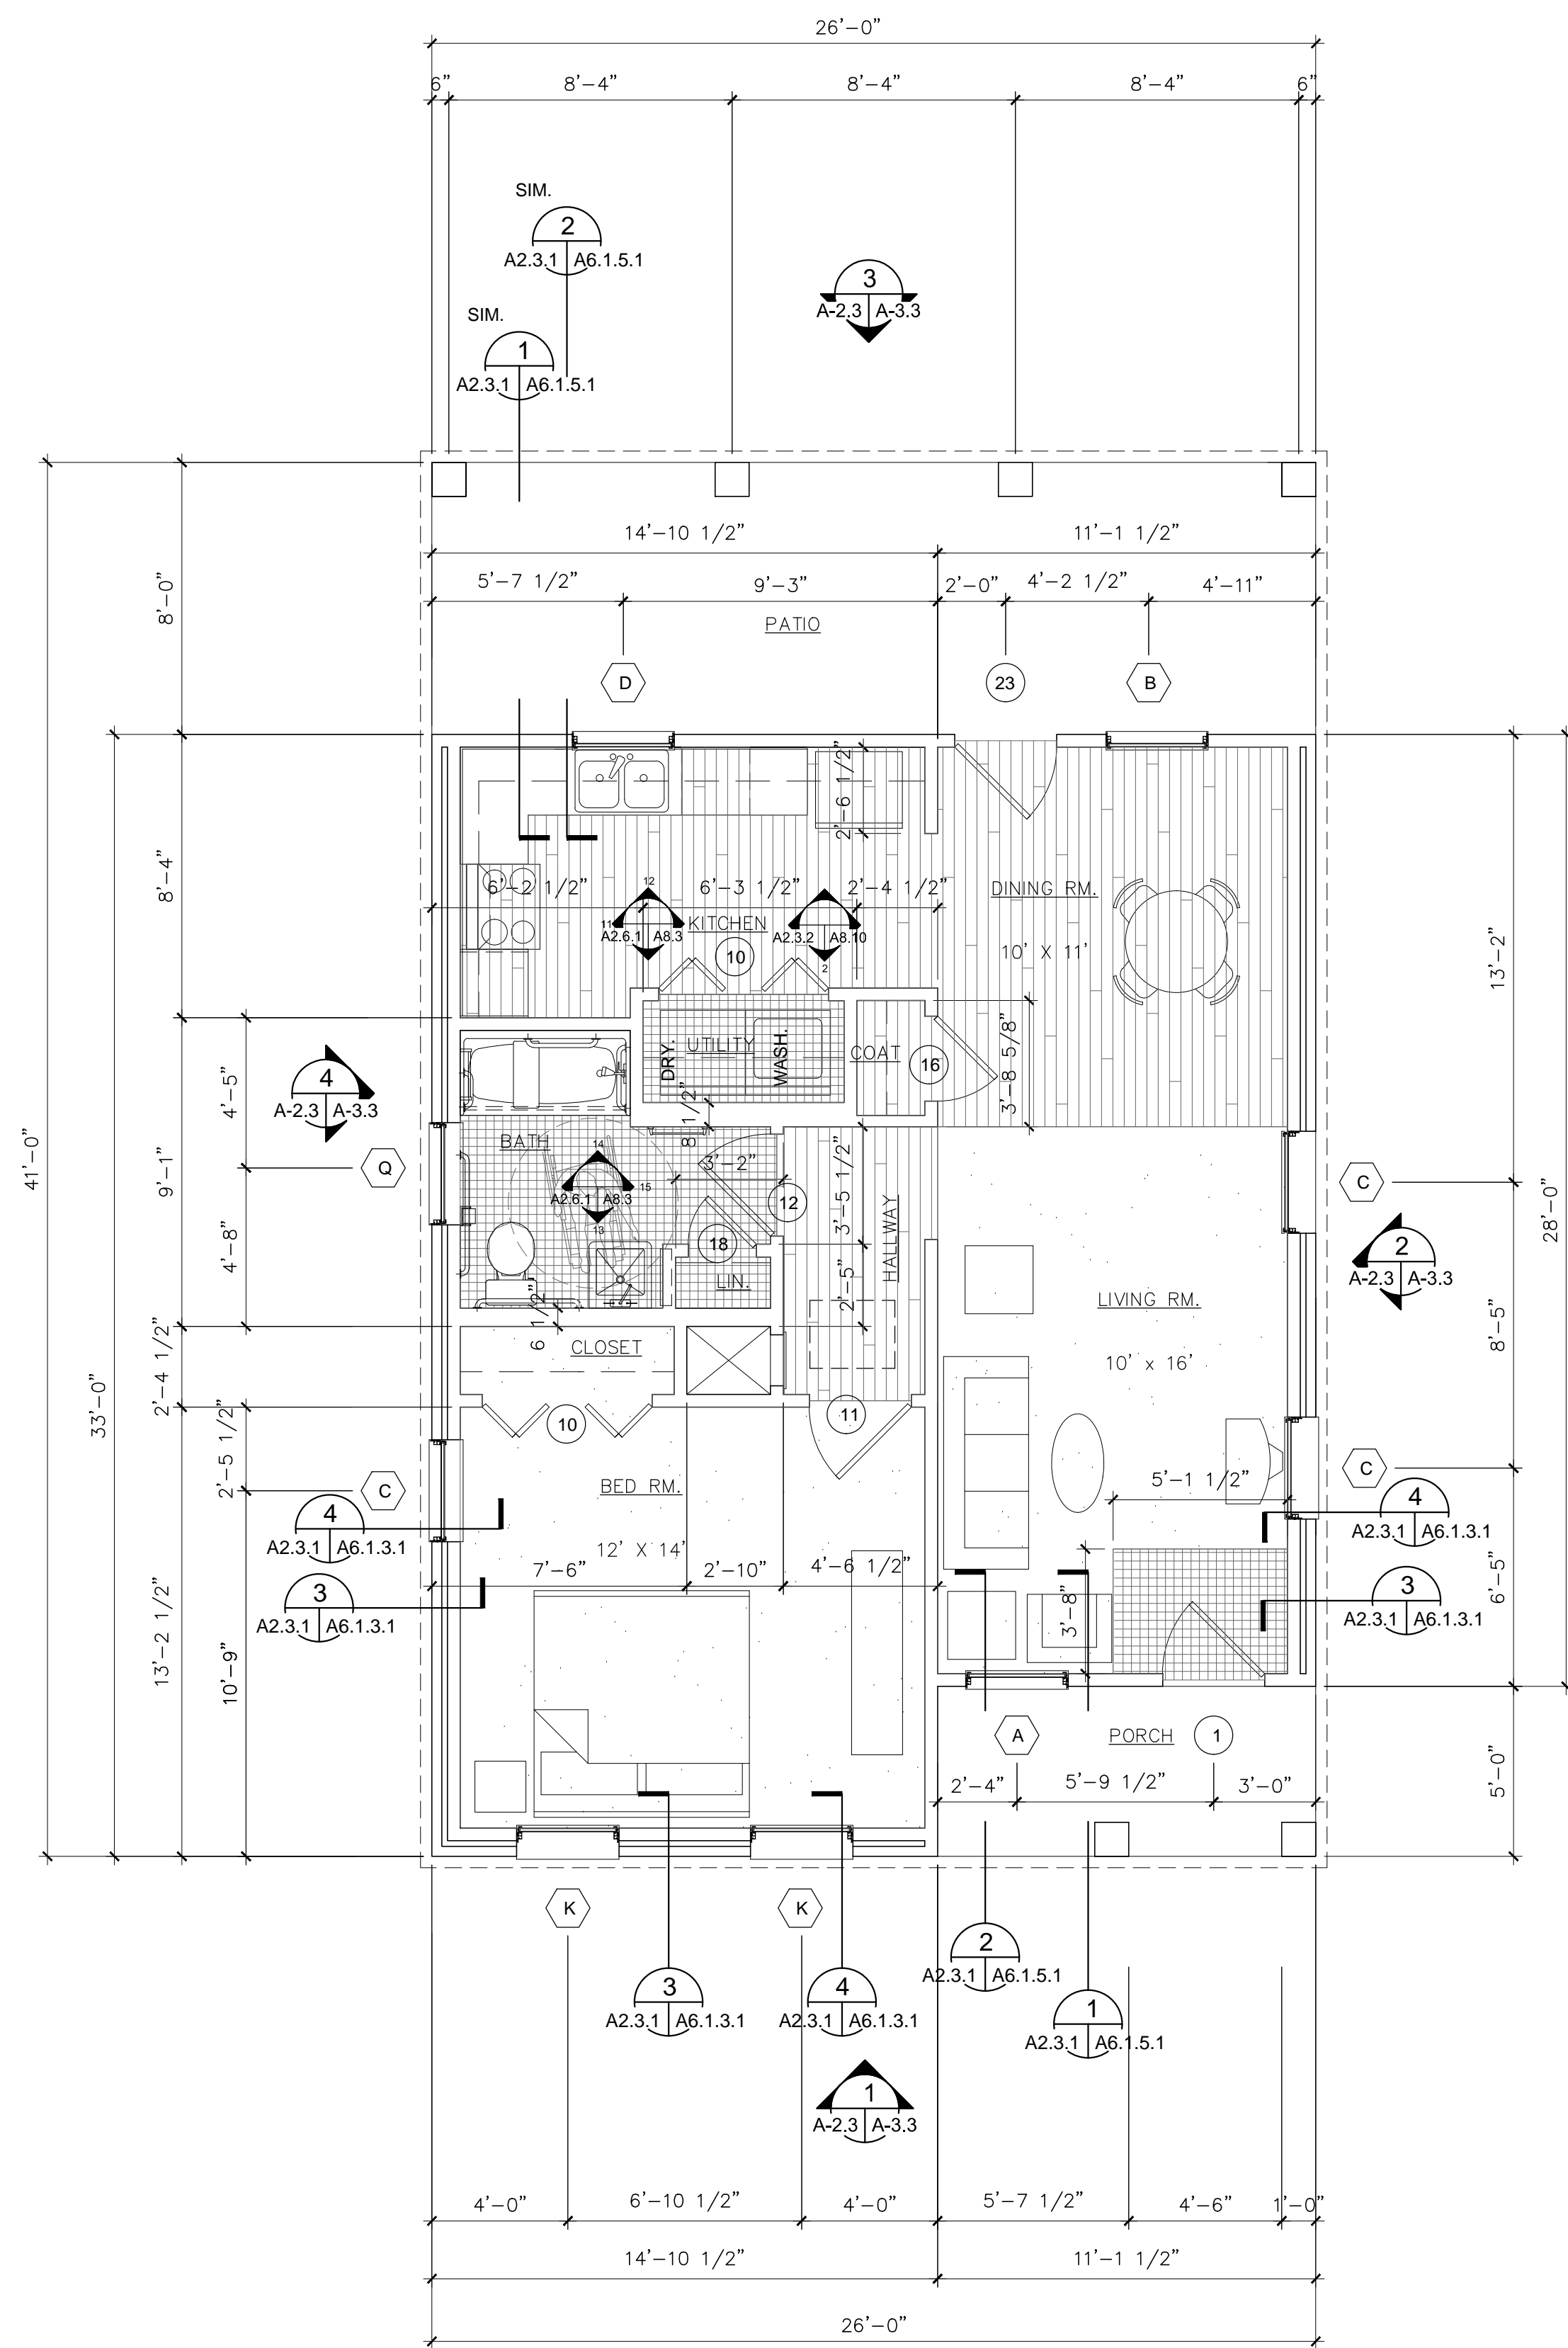 26'-0"
6" 8'-4" 8'-4" 8'-4" 6"
SIM.
2
A2.3.1 A6.1.5.1
3
A-2.3 A-3.3
SIM.
1
A2.3.1 A6.1.5.1
14'-10 1/2" 11'-1 1/2"
5'-7 1/2" 9'-3" 2'-0" 4'-2 1/2" 4'-11"
PATIO
D 23 B
8'-0"
2'-6 1/2"
8'-4"
6'-2 1/2" 6'-3 1/2" 2'-4 1/2"
DINING RM.
10' X 11'
12
11
A2.6.1 A8.3
KITCHEN
10
A2.3.2 A8.10
2
13'-2"
DRY. UTILITY WASH. COAT 16
3'-8 5/8"
8 1/2"
4'-5"
4
A-2.3 A-3.3
41'-0"
9'-1"
Q
BATH
14
15
A2.6.1 A8.3
13
3'-2"
12
3'-5 1/2"
HALLWAY
C
28'-0"
2
A-2.3 A-3.3
4'-8"
18
LIN.
2'-5"
6 1/2"
LIVING RM.
10' x 16'
8'-5"
CLOSET
2'-4 1/2"
33'-0"
2'-5 1/2"
10 11
C
C
BED RM.
12' X 14'
5'-1 1/2"
4
A2.3.1 A6.1.3.1
4
A2.3.1 A6.1.3.1
7'-6" 2'-10" 4'-6 1/2"
3
A2.3.1 A6.1.3.1
3
A2.3.1 A6.1.3.1
3'-8"
6'-5"
13'-2 1/2"
10'-9"
A PORCH 1
2'-4" 5'-9 1/2" 3'-0"
5'-0"
K K
2
A2.3.1 A6.1.5.1
3
A2.3.1 A6.1.3.1
4
A2.3.1 A6.1.3.1
1
A2.3.1 A6.1.5.1
1
A-2.3 A-3.3
4'-0" 6'-10 1/2" 4'-0" 5'-7 1/2" 4'-6" 1'-0"
14'-10 1/2" 11'-1 1/2"
26'-0"